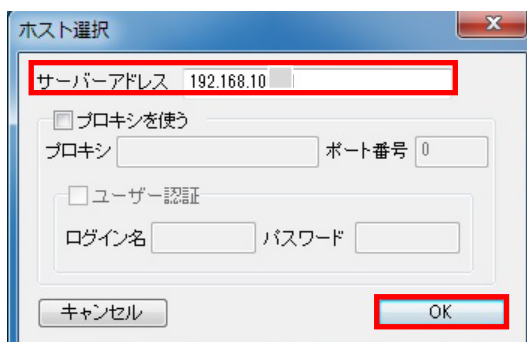 ホスト選択
サーバーアドレス 192.168.10
プロキシを使う
プロキシ ポート番号 0
ユーザー認証
ログイン名 パスワード
キャンセル OK